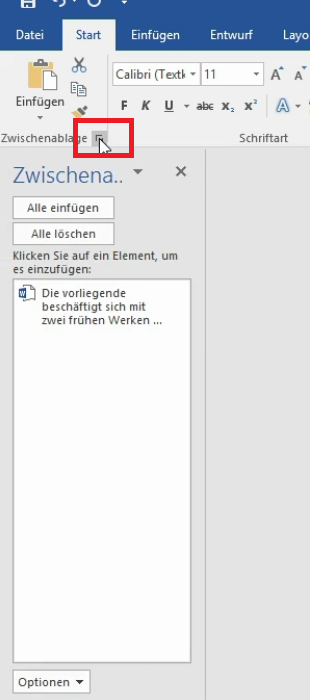 Datei Start Einfügen Entwurf Layo
Calibri (Textk 11 A A
Einfügen F K U abc x₂ x² A
Zwischenablage Schriftart
Zwischena..
Alle einfügen
Alle löschen
Klicken Sie auf ein Element, um
es einzufügen:
Die vorliegende
beschäftigt sich mit
zwei frühen Werken ...
Optionen